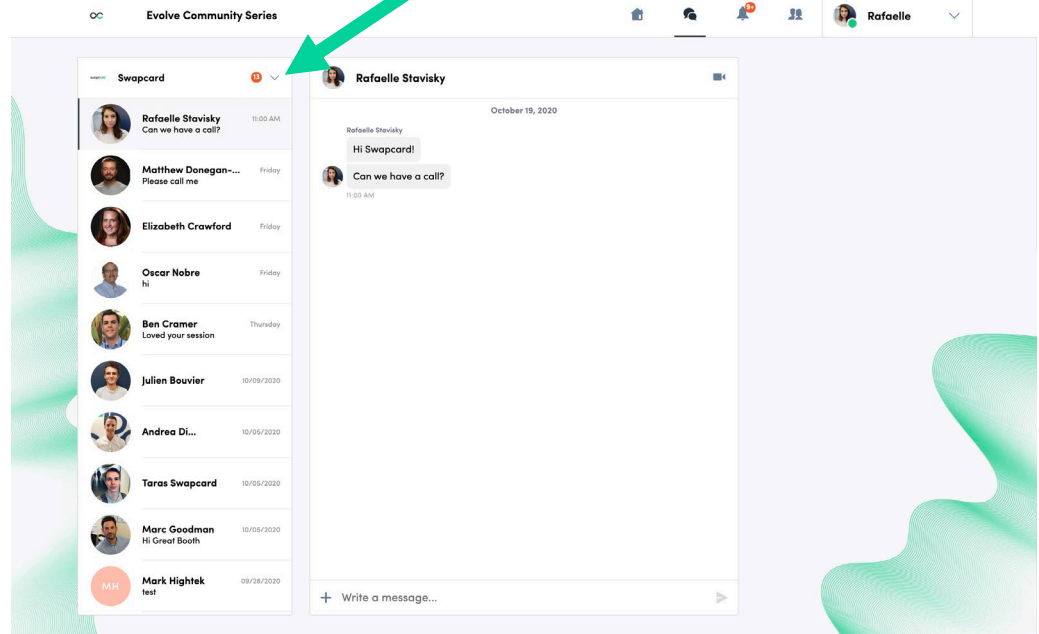 Evolve Community Series
9+
Rafaelle
Swapcard
13
Rafaelle Stavisky
11:00 AM
Can we have a call?
Matthew Donegan-...
Friday
Please call me
Elizabeth Crawford
Friday
Oscar Nobre
Friday
hi
Ben Cramer
Thursday
Loved your session
Julien Bouvier
10/09/2020
Andrea Di...
10/05/2020
Taras Swapcard
10/05/2020
Marc Goodman
10/05/2020
Hi Great Booth
MH
Mark Hightek
09/28/2020
test
Rafaelle Stavisky
October 19, 2020
Rafaelle Stavisky
Hi Swapcard!
Can we have a call?
11:00 AM
+ Write a message...